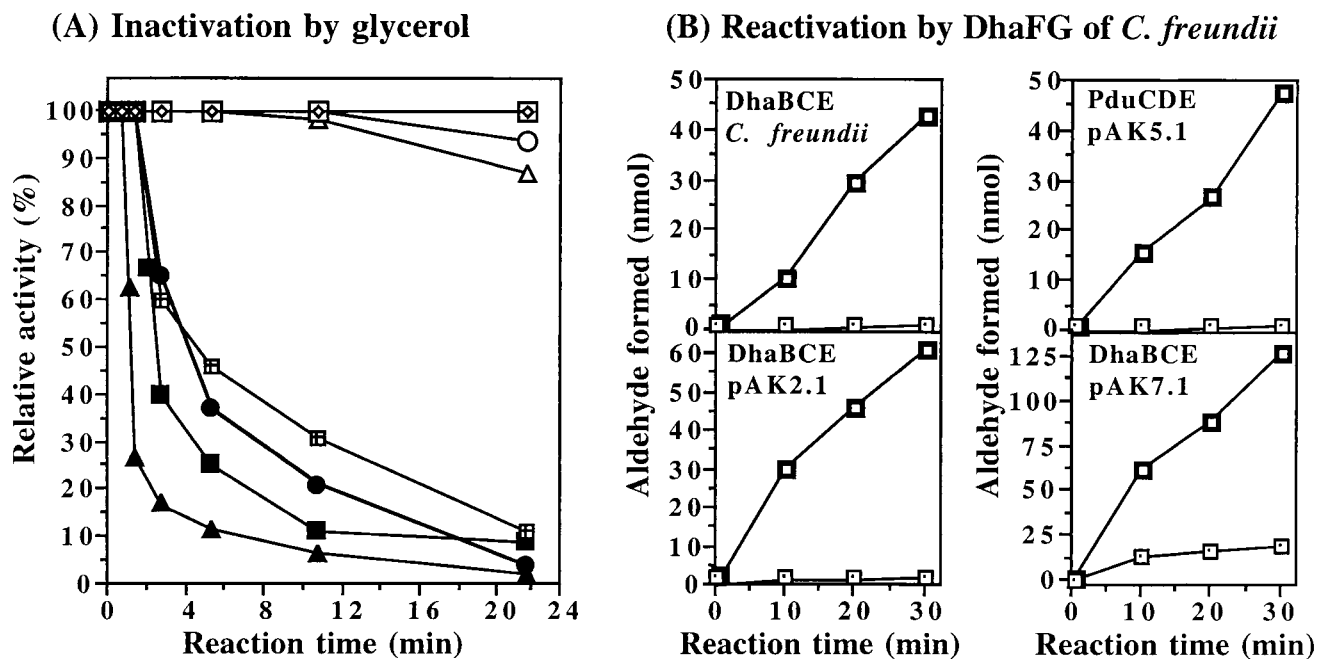 (A) Inactivation by glycerol
Relative activity (%)
100
90
80
70
60
50
40
30
20
10
0
0 4 8 12 16 20 24
Reaction time (min)
(B) Reactivation by DhaFG of C. freundii
Aldehyde formed (nmol)
50
40
30
20
10
0
DhaBCE
C. freundii
60
50
40
30
20
10
0
DhaBCE
pAK2.1
0 10 20 30
Reaction time (min)
Aldehyde formed (nmol)
50
40
30
20
10
0
PduCDE
pAK5.1
125
100
75
50
25
0
DhaBCE
pAK7.1
0 10 20 30
Reaction time (min)